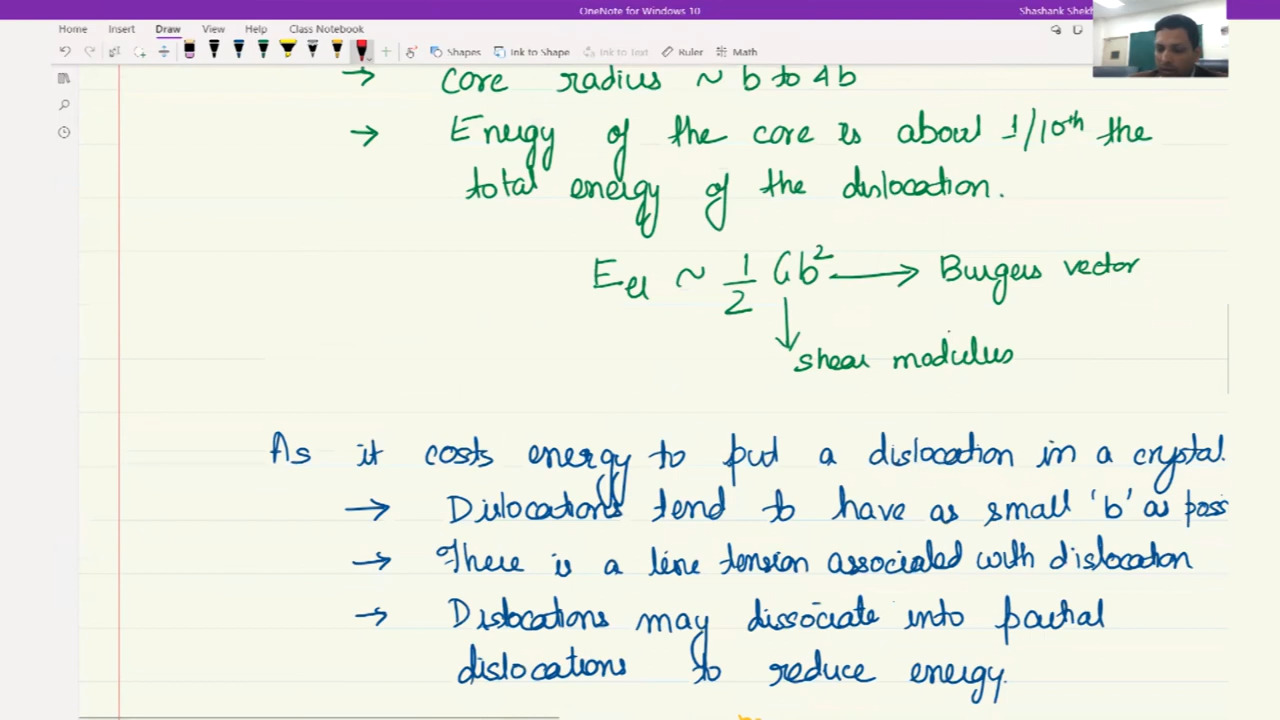 OneNote for Windows 10
Shashank Shekh
Home Insert Draw View Help Class Notebook
Shapes Ink to Shape Ink to Text Ruler Math
→ Core radius ~ b to 4b
→ Energy of the core is about 1/10th the
total energy of the dislocation.
Eel ~ 1/2 Gb² → Burgers vector
↓
shear modulus
As it costs energy to put a dislocation in a crystal.
→ Dislocations tend to have as small 'b' as poss
→ There is a line tension associated with dislocation
→ Dislocations may dissociate into partial
dislocations to reduce energy.